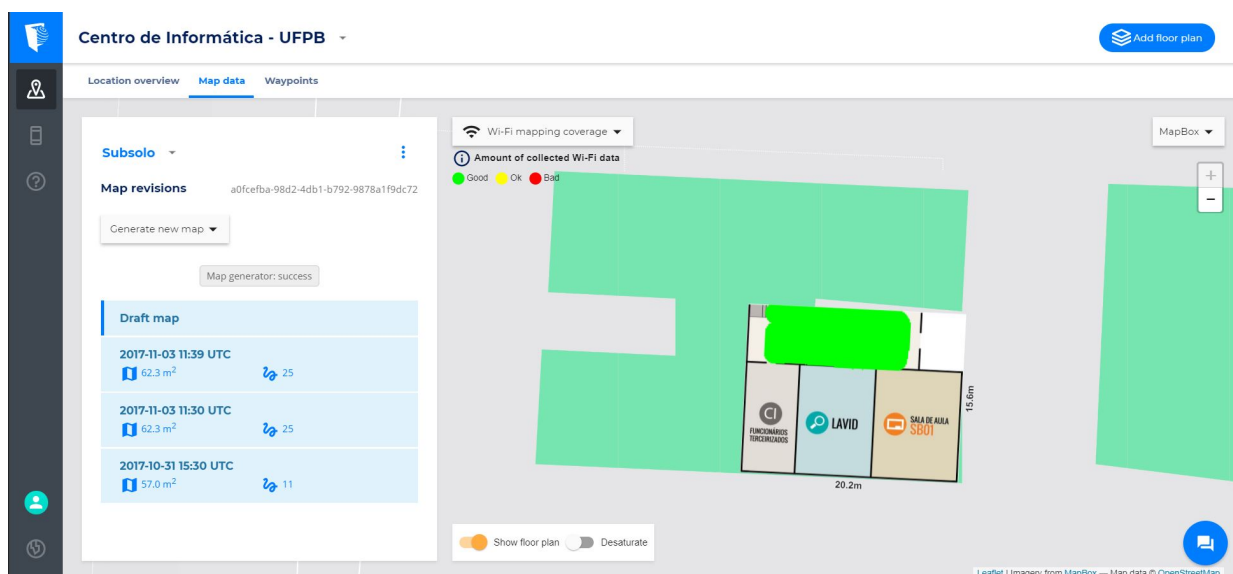 Centro de Informática - UFPB
Add floor plan
Location overview Map data Waypoints
Subsolo
Map revisions a0fcefba-98d2-4db1-b792-9878a1f9dc72
Generate new map
Map generator: success
Draft map
2017-11-03 11:39 UTC
62.3 m² 25
2017-11-03 11:30 UTC
62.3 m² 25
2017-10-31 15:30 UTC
57.0 m² 11
Wi-Fi mapping coverage
MapBox
Amount of collected Wi-Fi data
Good Ok Bad
+
−
CI
FUNCIONÁRIOS
TERCEIRIZADOS
LAVID
SALA DE AULA
SB01
15.6m
20.2m
Show floor plan Desaturate
Leaflet | Imagery from MapBox — Map data © OpenStreetMap